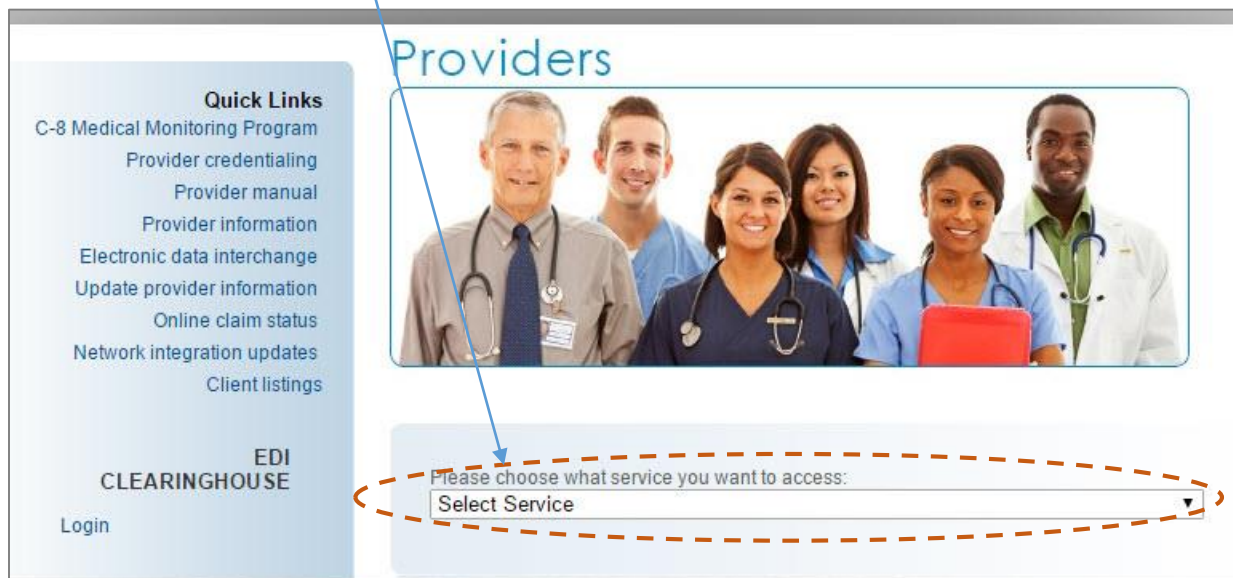 Providers
Quick Links
C-8 Medical Monitoring Program
Provider credentialing
Provider manual
Provider information
Electronic data interchange
Update provider information
Online claim status
Network integration updates
Client listings
EDI
CLEARINGHOUSE
Login
Please choose what service you want to access:
Select Service